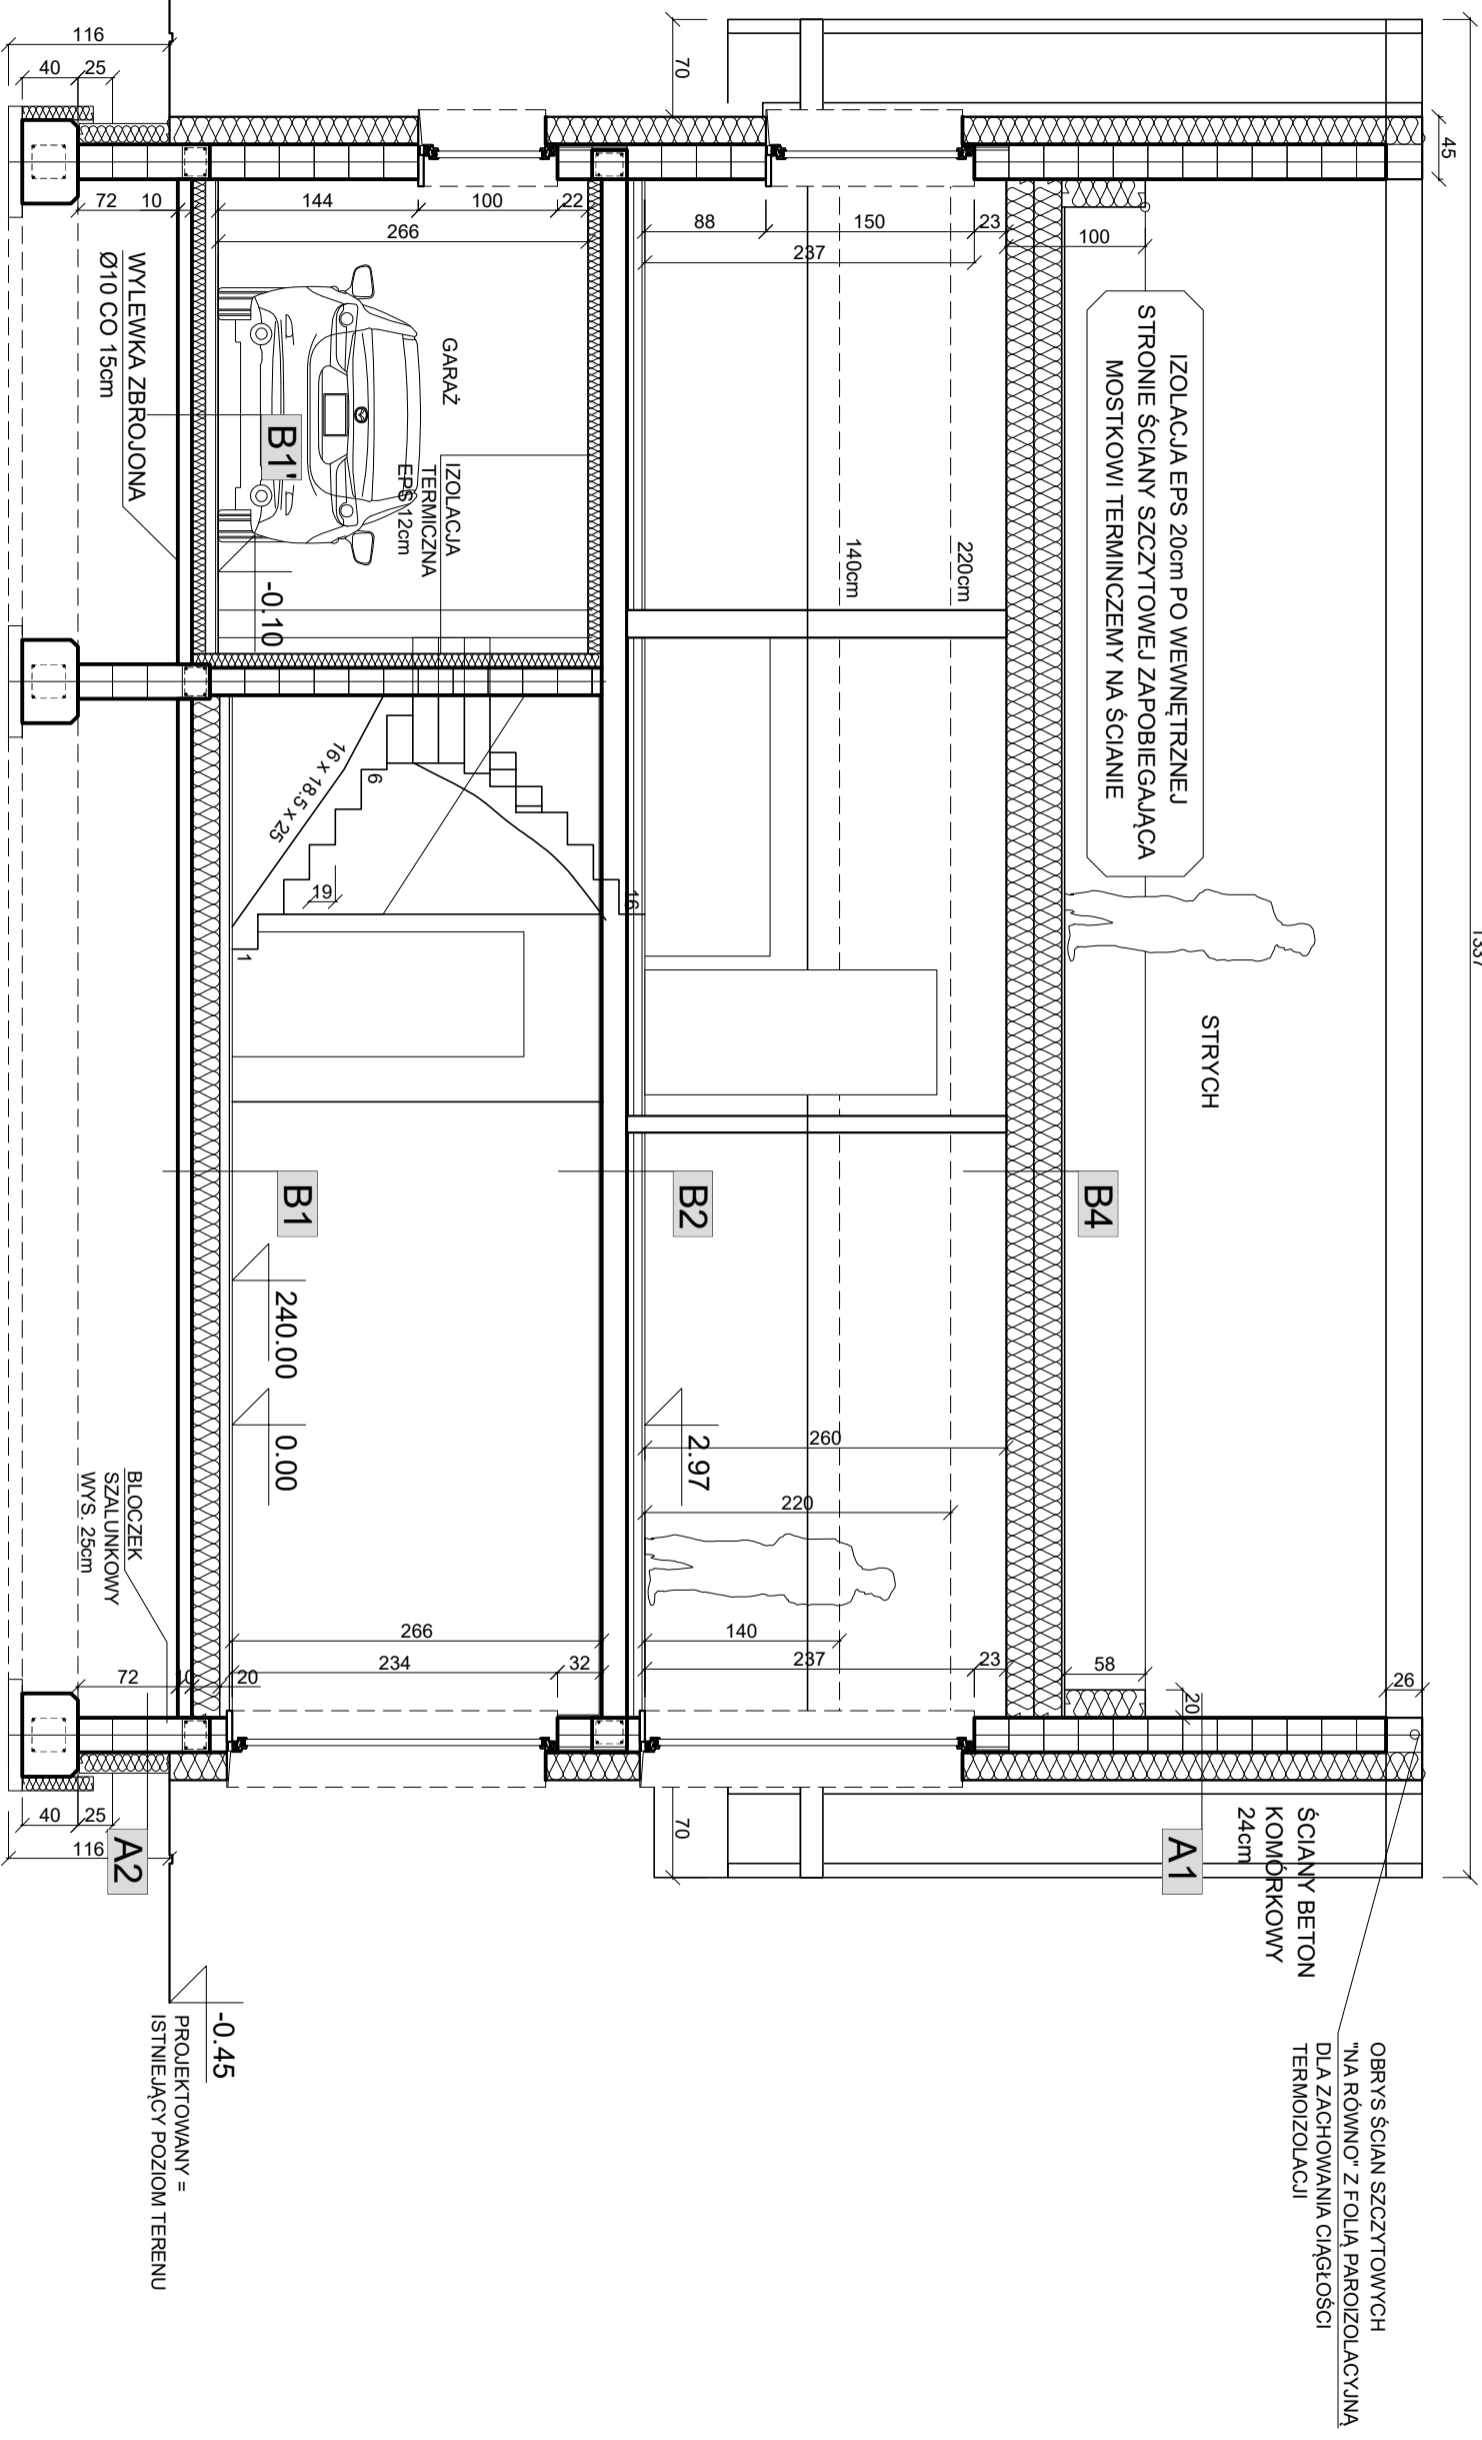 1337
70
45
26
OBRYS ŚCIAN SZCZYTOWYCH
"NA RÓWNO" Z FOLIĄ PAROIZOLACYJNĄ
DLA ZACHOWANIA CIĄGŁOŚCI
TERMOIZOLACJI
ŚCIANY BETON
KOMÓRKOWY
24cm
A1
IZOLACJA EPS 20cm PO WEWNĘTRZNEJ
STRONIE ŚCIANY SZCZYTOWEJ ZAPOBIEGAJĄCA
MOSTKOWI TERMINCZEMY NA ŚCIANIE
STRYCH
100
58
20
B4
23
150
88
237
220cm
140cm
260
220
140
237
23
2.97
B2
70
22
100
144
266
GARAŻ
IZOLACJA
TERMICZNA
EPS 12cm
B1'
-0.10
16 x 18.5 x 25
1
6
16
19
B1
240.00
0.00
266
234
32
20
10
72
72
10
WYLEWKA ZBROJONA
Ø10 CO 15cm
BLOCZEK
SZALUNKOWY
WYS. 25cm
116
40
25
40
25
116
A2
-0.45
PROJEKTOWANY =
ISTNIEJĄCY POZIOM TERENU